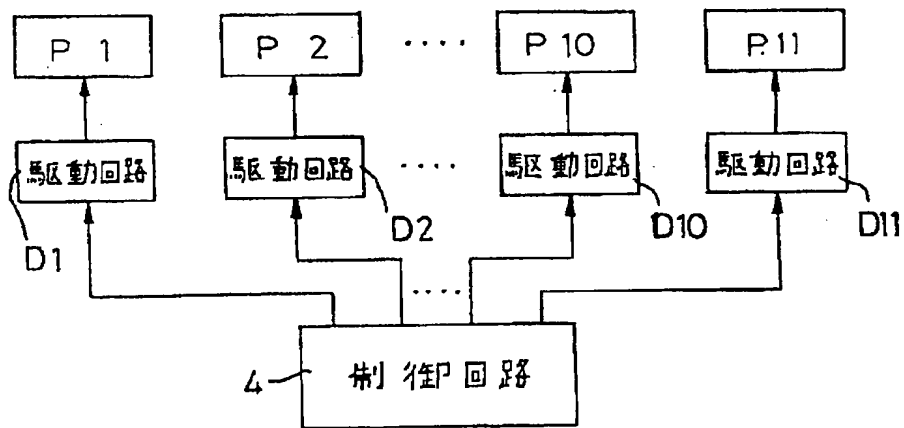 P 1
P 2
....
P 10
P.11
駆動回路
駆動回路
....
駆動回路
駆動回路
D1
D2
D10
D11
....
4
制御回路